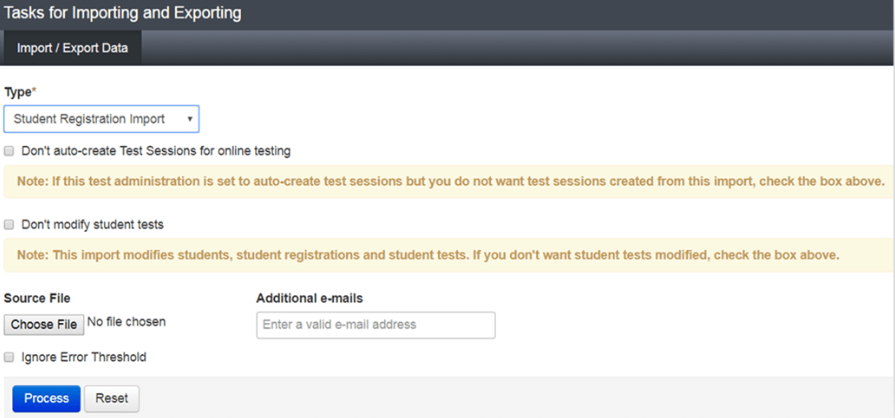 Tasks for Importing and Exporting
Import / Export Data
Type*
Student Registration Import
Don't auto-create Test Sessions for online testing
Note: If this test administration is set to auto-create test sessions but you do not want test sessions created from this import, check the box above.
Don't modify student tests
Note: This import modifies students, student registrations and student tests. If you don't want student tests modified, check the box above.
Source File Additional e-mails
Choose File No file chosen Enter a valid e-mail address
Ignore Error Threshold
Process Reset